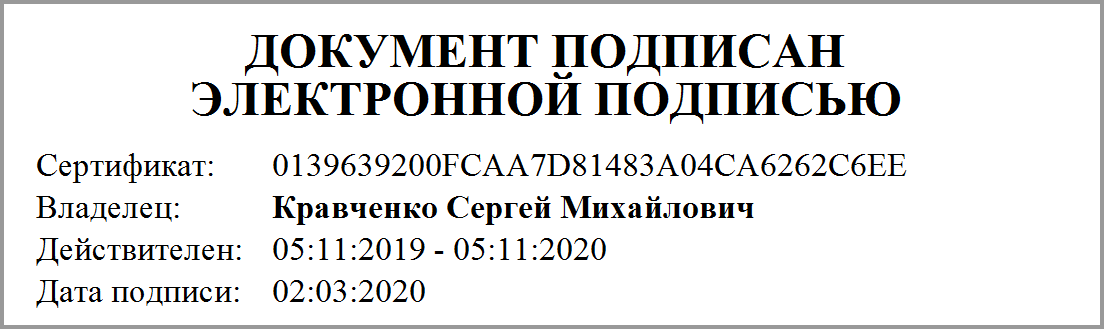 ДОКУМЕНТ ПОДПИСАН
ЭЛЕКТРОННОЙ ПОДПИСЬЮ
Сертификат: 0139639200FCAA7D81483A04CA6262C6EE
Владелец: Кравченко Сергей Михайлович
Действителен: 05:11:2019 - 05:11:2020
Дата подписи: 02:03:2020